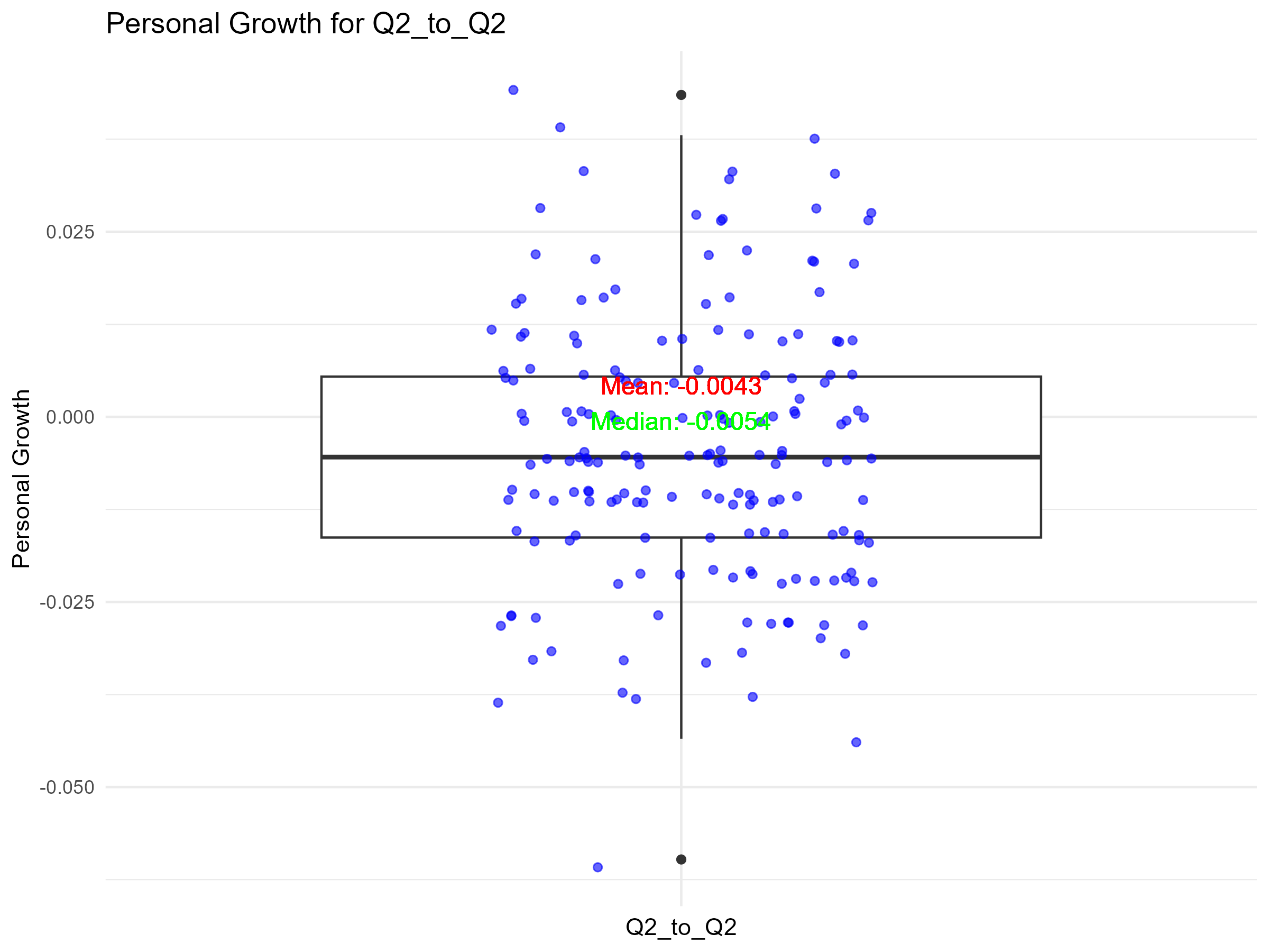 Personal Growth for Q2_to_Q2
Personal Growth
0.025
0.000
-0.025
-0.050
Mean: -0.0043
Median: -0.0054
Q2_to_Q2